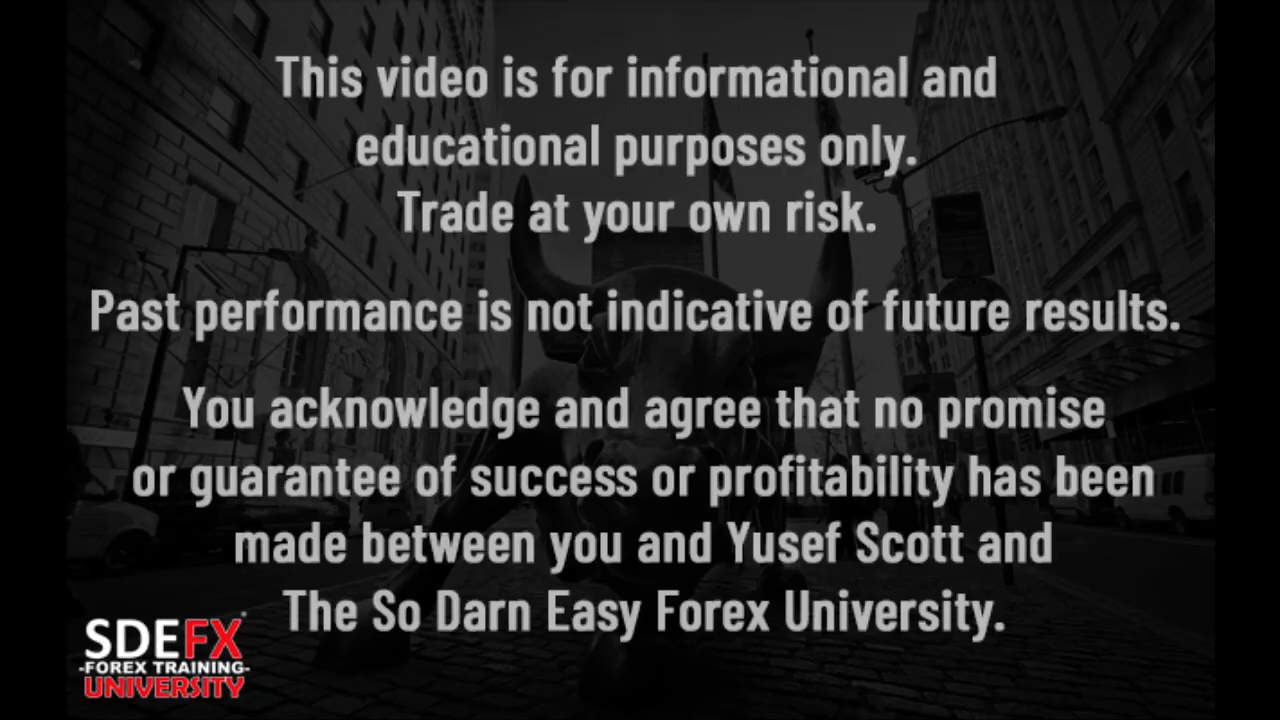 This video is for informational and
educational purposes only.
Trade at your own risk.
Past performance is not indicative of future results.
You acknowledge and agree that no promise
or guarantee of success or profitability has been
made between you and Yusef Scott and
The So Darn Easy Forex University.
SDEFX
-FOREX TRAINING-
UNIVERSITY